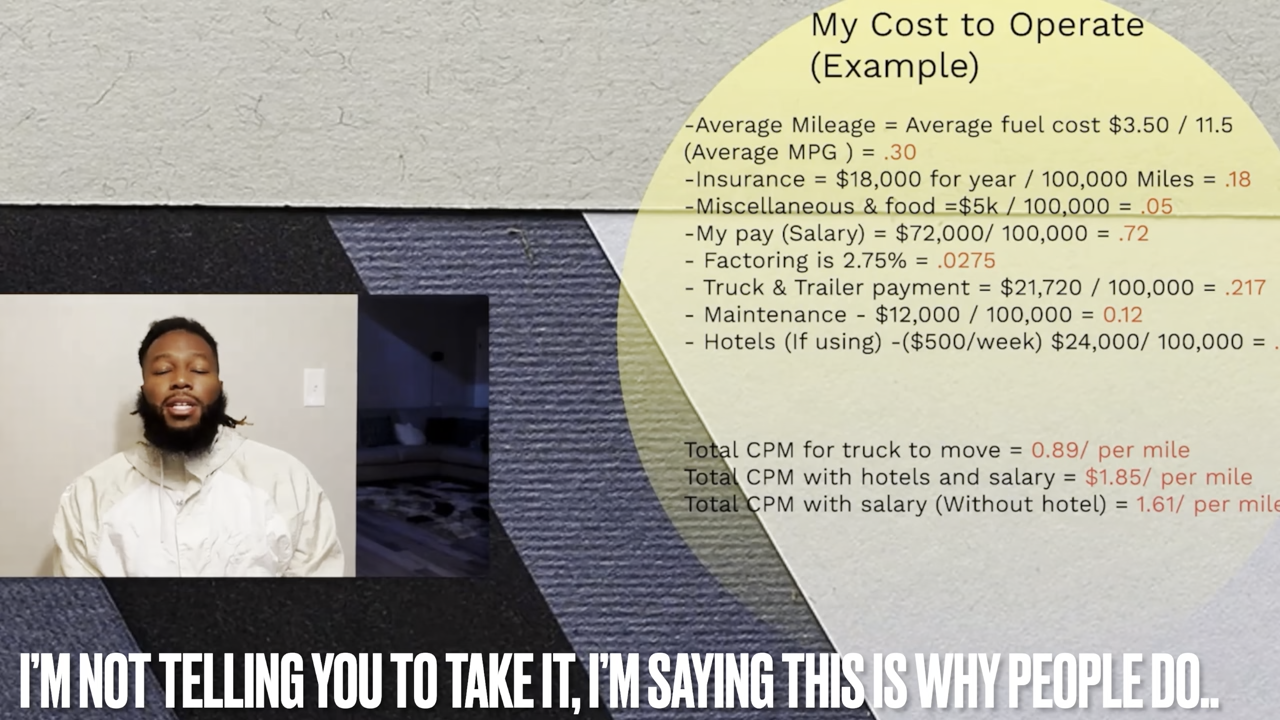 My Cost to Operate
(Example)
-Average Mileage = Average fuel cost $3.50 / 11.5
(Average MPG ) = .30
-Insurance = $18,000 for year / 100,000 Miles = .18
-Miscellaneous & food =$5k / 100,000 = .05
-My pay (Salary) = $72,000/ 100,000 = .72
- Factoring is 2.75% = .0275
- Truck & Trailer payment = $21,720 / 100,000 = .217
- Maintenance - $12,000 / 100,000 = 0.12
- Hotels (If using) -($500/week) $24,000/ 100,000 = .
Total CPM for truck to move = 0.89/ per mile
Total CPM with hotels and salary = $1.85/ per mile
Total CPM with salary (Without hotel) = 1.61/ per mile
I'M NOT TELLING YOU TO TAKE IT, I'M SAYING THIS IS WHY PEOPLE DO..